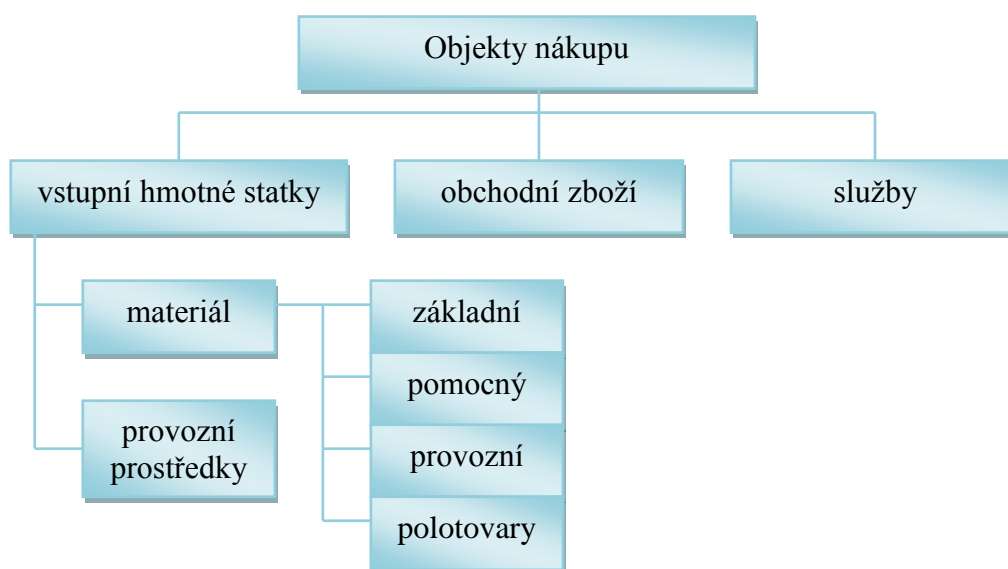 Objekty nákupu
vstupní hmotné statky
obchodní zboží
služby
materiál
základní
pomocný
provozní
prostředky
provozní
polotovary